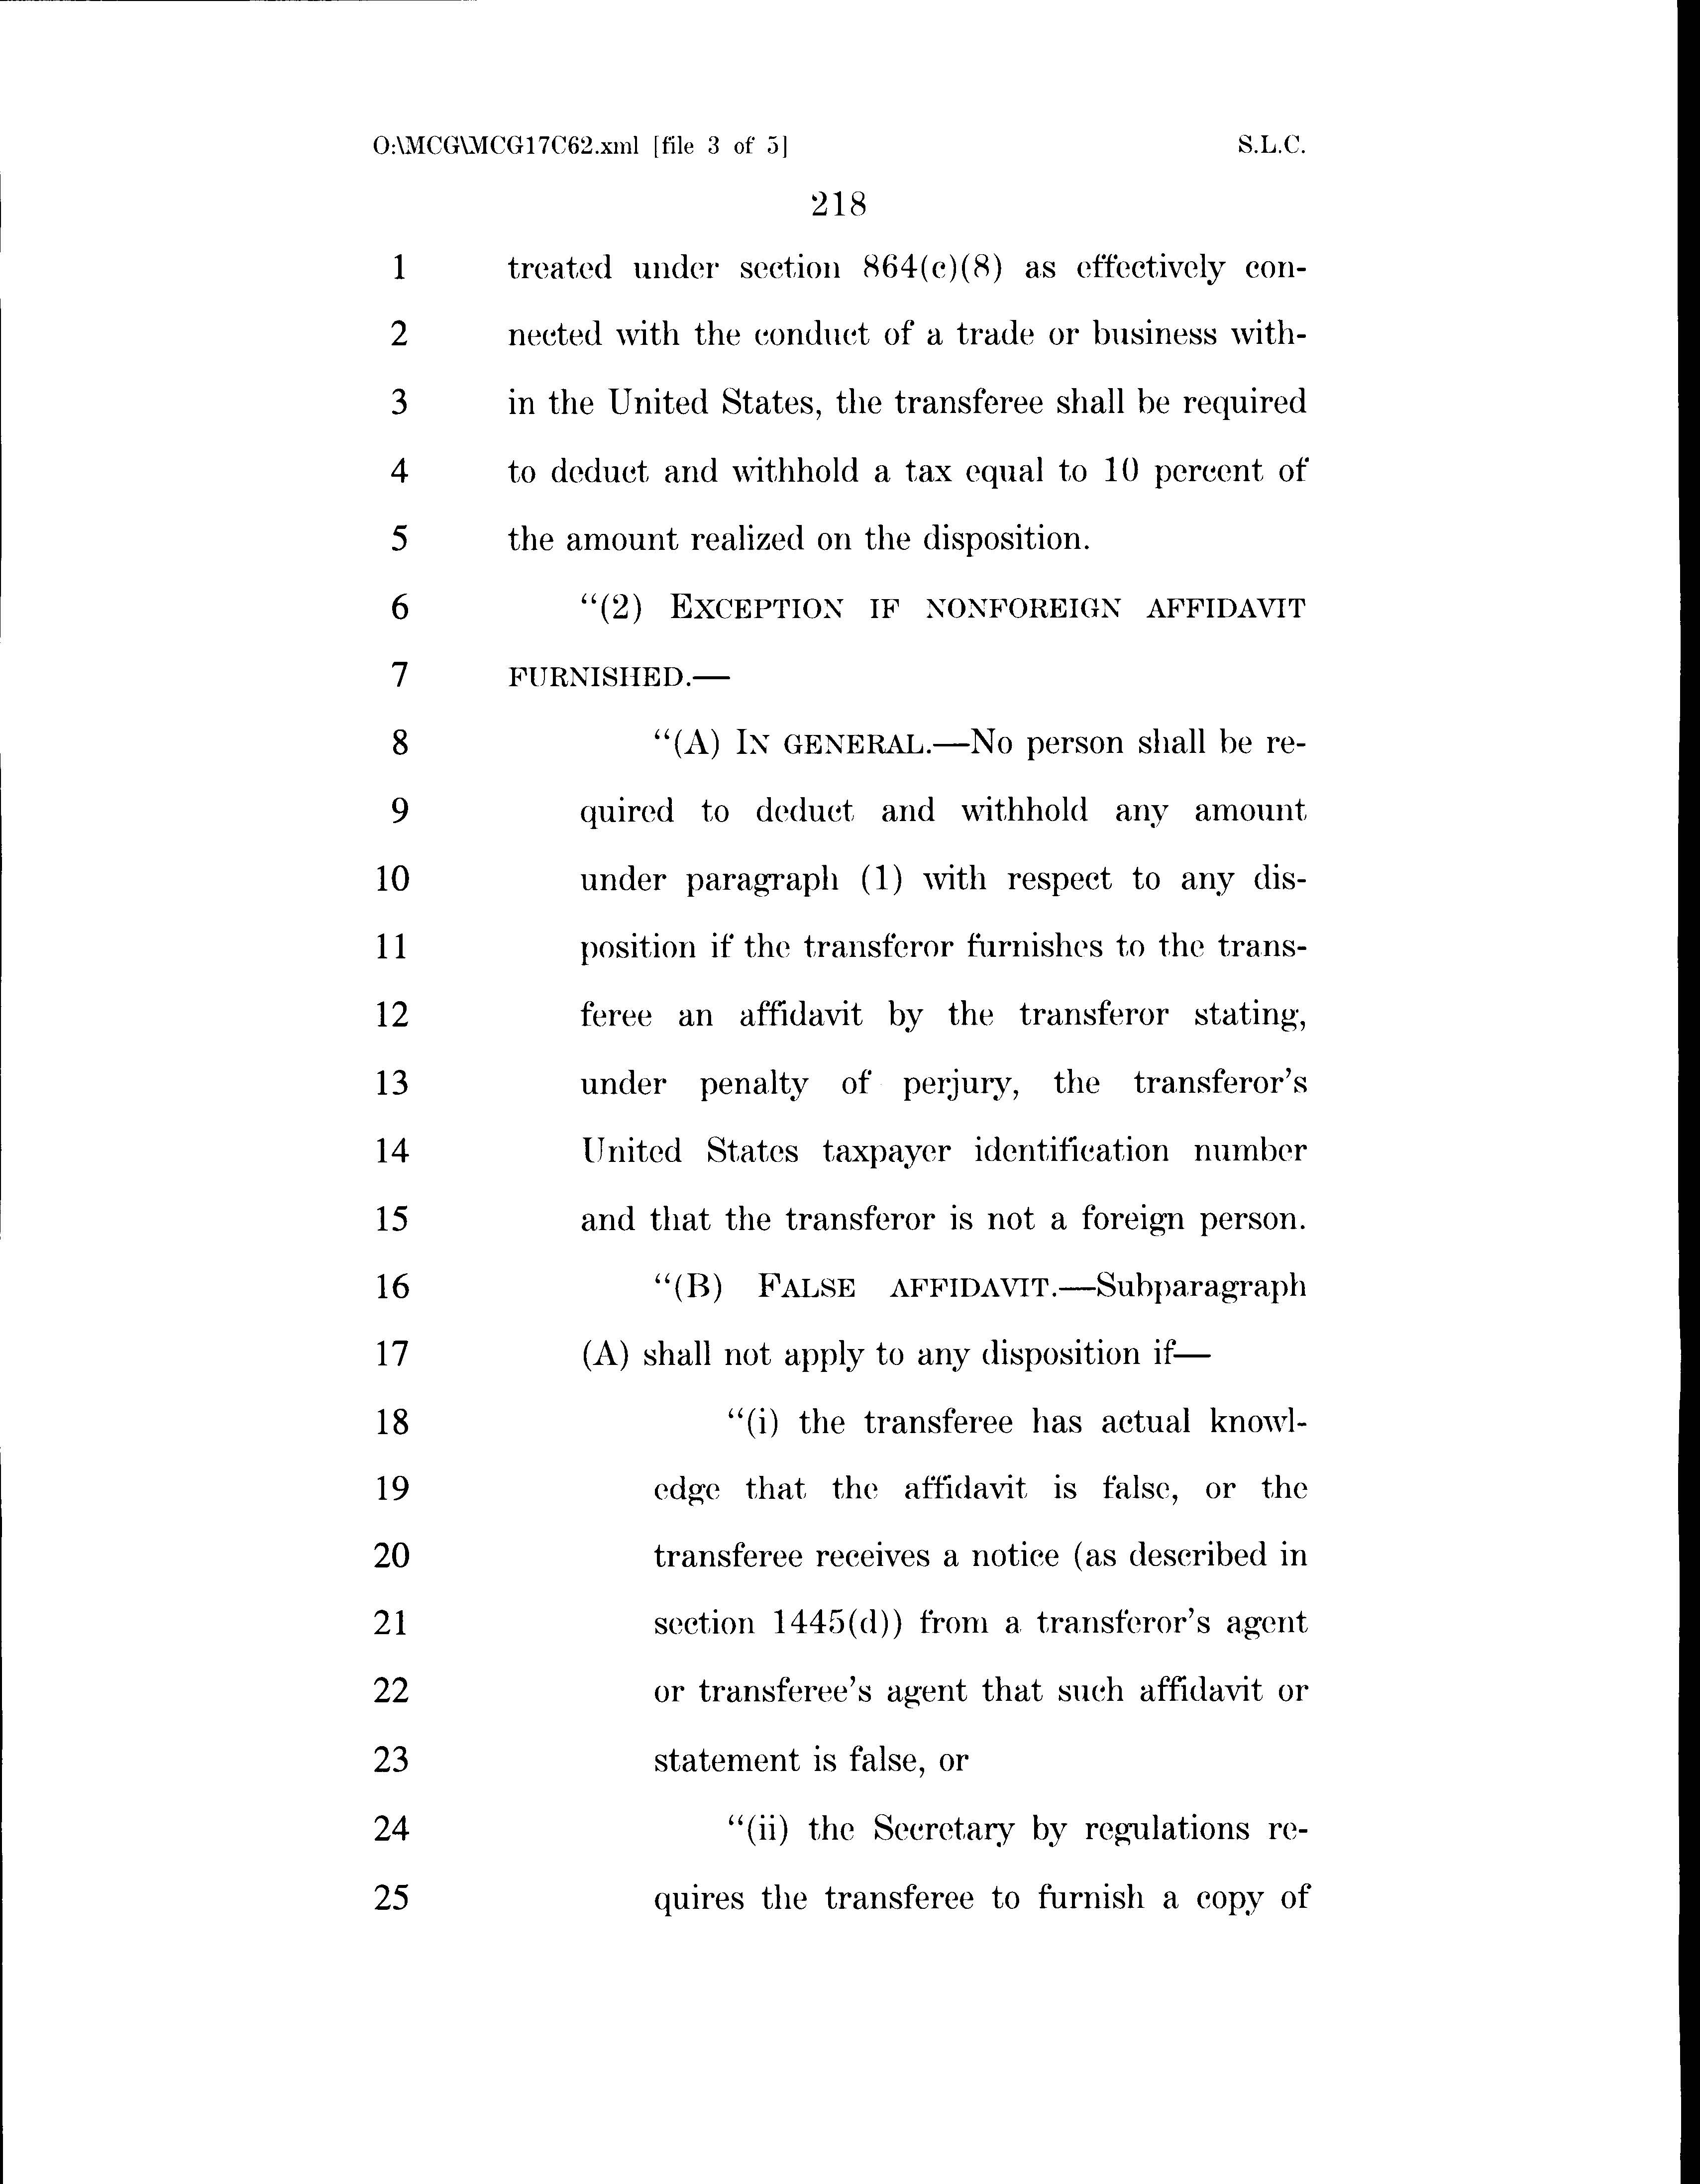 O:\MCG\MCG17C62.xml [file 3 of 5] S.L.C.
218
1 treated under section 864(c)(8) as effectively con-
2 nected with the conduct of a trade or business with-
3 in the United States, the transferee shall be required
4 to deduct and withhold a tax equal to 10 percent of
5 the amount realized on the disposition.
6 “(2) EXCEPTION IF NONFOREIGN AFFIDAVIT
7 FURNISHED.—
8 “(A) IN GENERAL.—No person shall be re-
9 quired to deduct and withhold any amount
10 under paragraph (1) with respect to any dis-
11 position if the transferor furnishes to the trans-
12 feree an affidavit by the transferor stating,
13 under penalty of perjury, the transferor’s
14 United States taxpayer identification number
15 and that the transferor is not a foreign person.
16 “(B) FALSE AFFIDAVIT.—Subparagraph
17 (A) shall not apply to any disposition if—
18 “(i) the transferee has actual knowl-
19 edge that the affidavit is false, or the
20 transferee receives a notice (as described in
21 section 1445(d)) from a transferor’s agent
22 or transferee’s agent that such affidavit or
23 statement is false, or
24 “(ii) the Secretary by regulations re-
25 quires the transferee to furnish a copy of